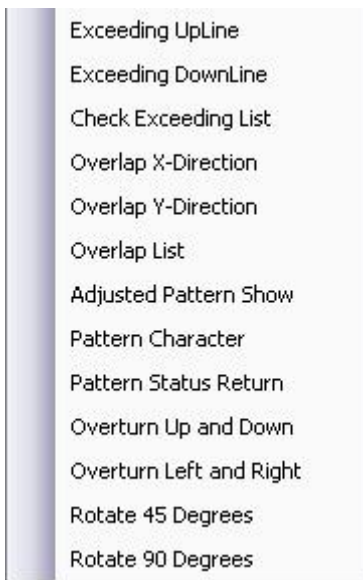 Exceeding UpLine
Exceeding DownLine
Check Exceeding List
Overlap X-Direction
Overlap Y-Direction
Overlap List
Adjusted Pattern Show
Pattern Character
Pattern Status Return
Overturn Up and Down
Overturn Left and Right
Rotate 45 Degrees
Rotate 90 Degrees